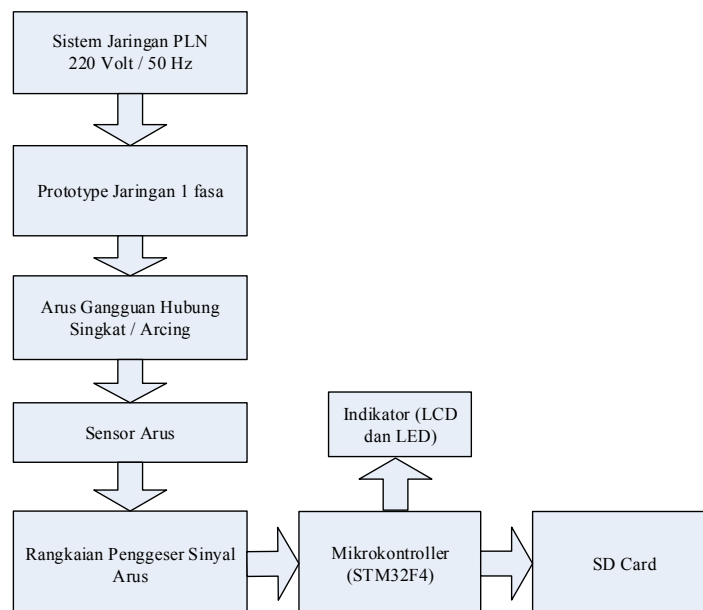 Sistem Jaringan PLN
220 Volt / 50 Hz
Prototype Jaringan 1 fasa
Arus Gangguan Hubung
Singkat / Arcing
Sensor Arus
Indikator (LCD
dan LED)
Rangkaian Penggeser Sinyal
Arus
Mikrokontroller
(STM32F4)
SD Card